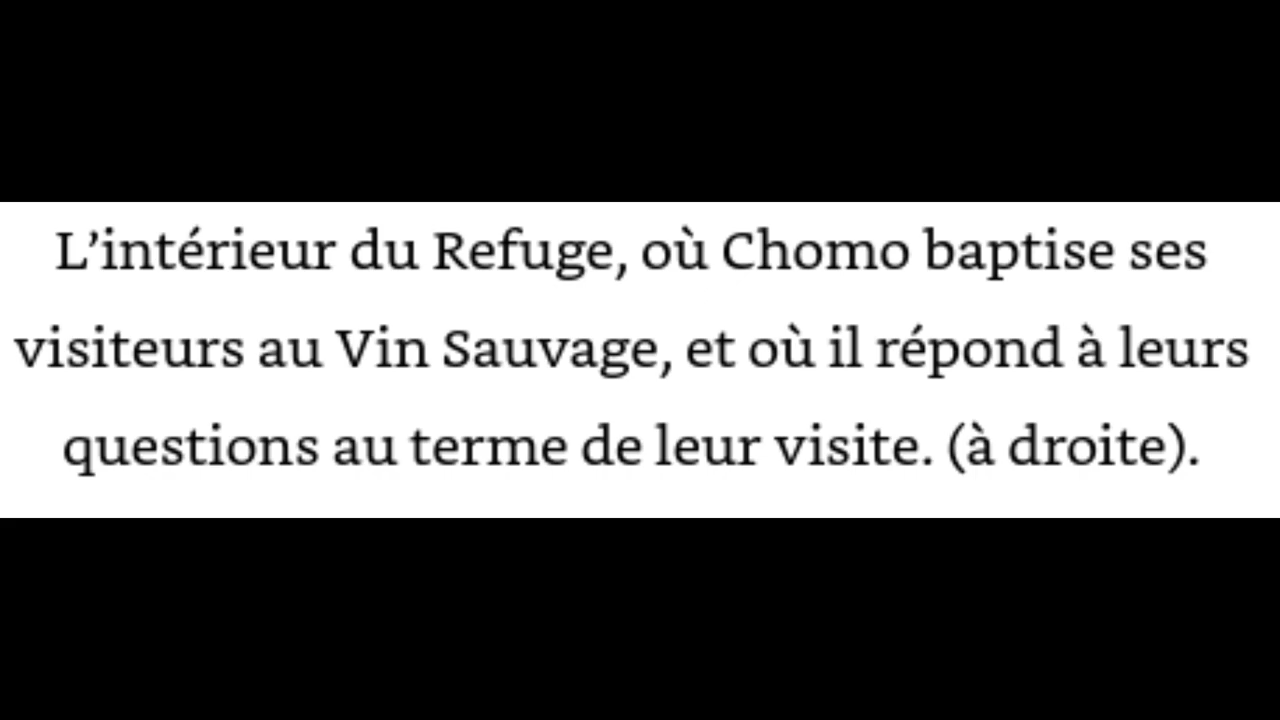 L’intérieur du Refuge, où Chomo baptise ses
visiteurs au Vin Sauvage, et où il répond à leurs
questions au terme de leur visite. (à droite).